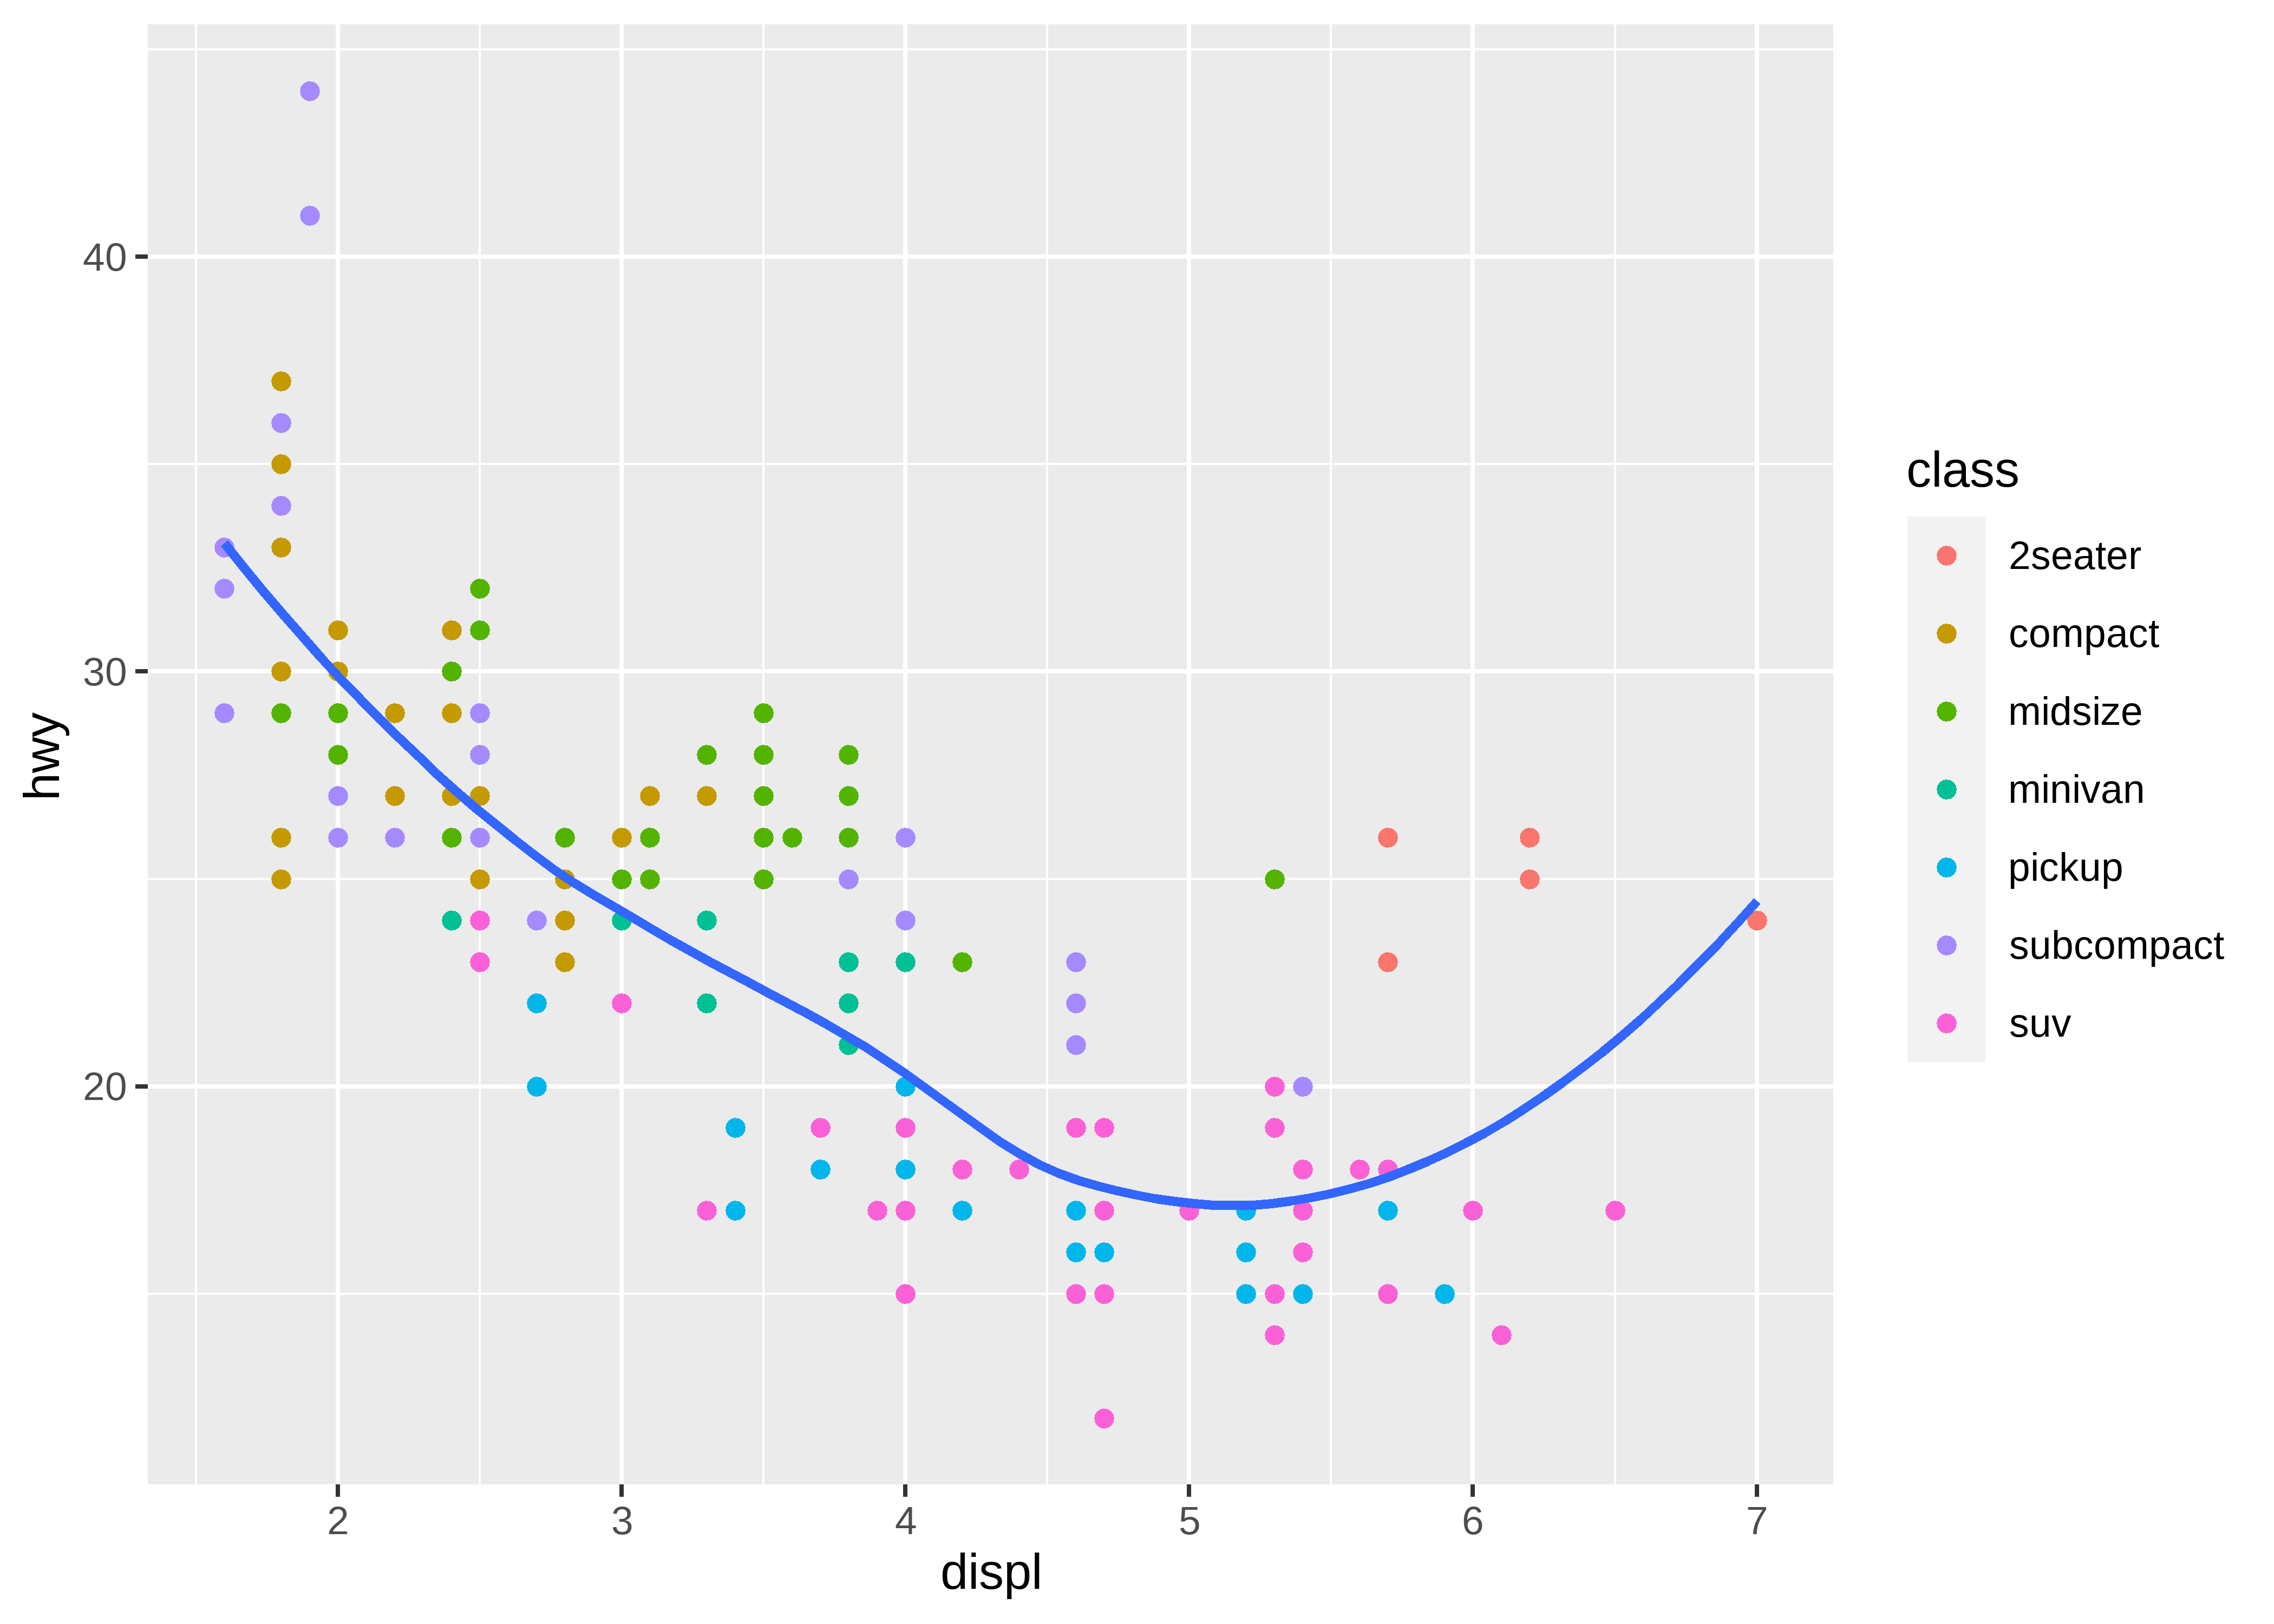 hwy
40
30
20
2
3
4
5
6
7
displ
class
2seater
compact
midsize
minivan
pickup
subcompact
suv